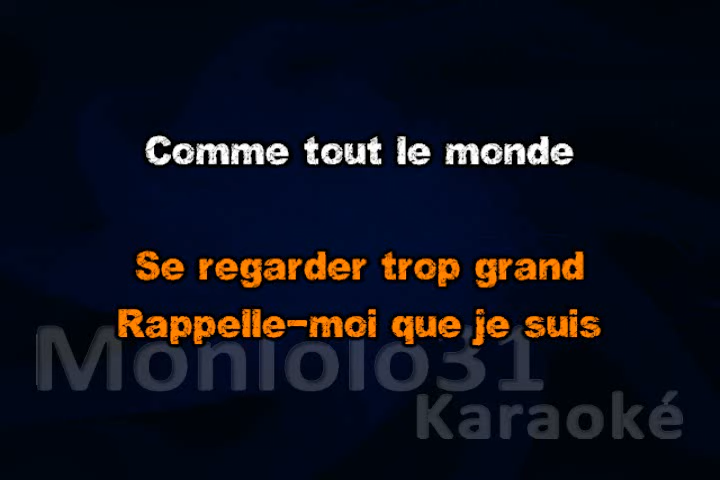 Comme tout le monde
Se regarder trop grand
Rappelle-moi que je suis
Monlolo31
Karaoké